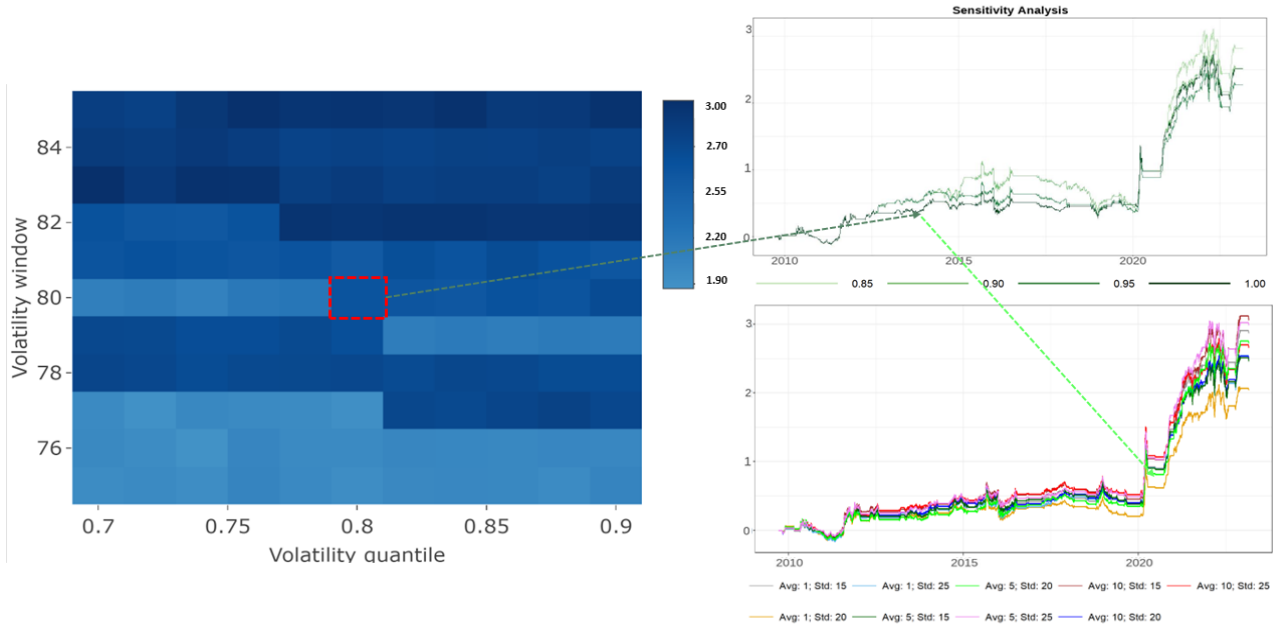 Sensitivity Analysis
3
2
1
0
2010
2015
2020
0.85
0.90
0.95
1.00
Volatility window
84
82
80
78
76
0.7
0.75
0.8
0.85
0.9
Volatility quantile
3.00
2.70
2.55
2.20
1.90
3
2
1
0
2010
2015
2020
Avg: 1; Std: 15
Avg: 1; Std: 25
Avg: 5; Std: 20
Avg: 10; Std: 15
Avg: 10; Std: 25
Avg: 1; Std: 20
Avg: 5; Std: 15
Avg: 5; Std: 25
Avg: 10; Std: 20